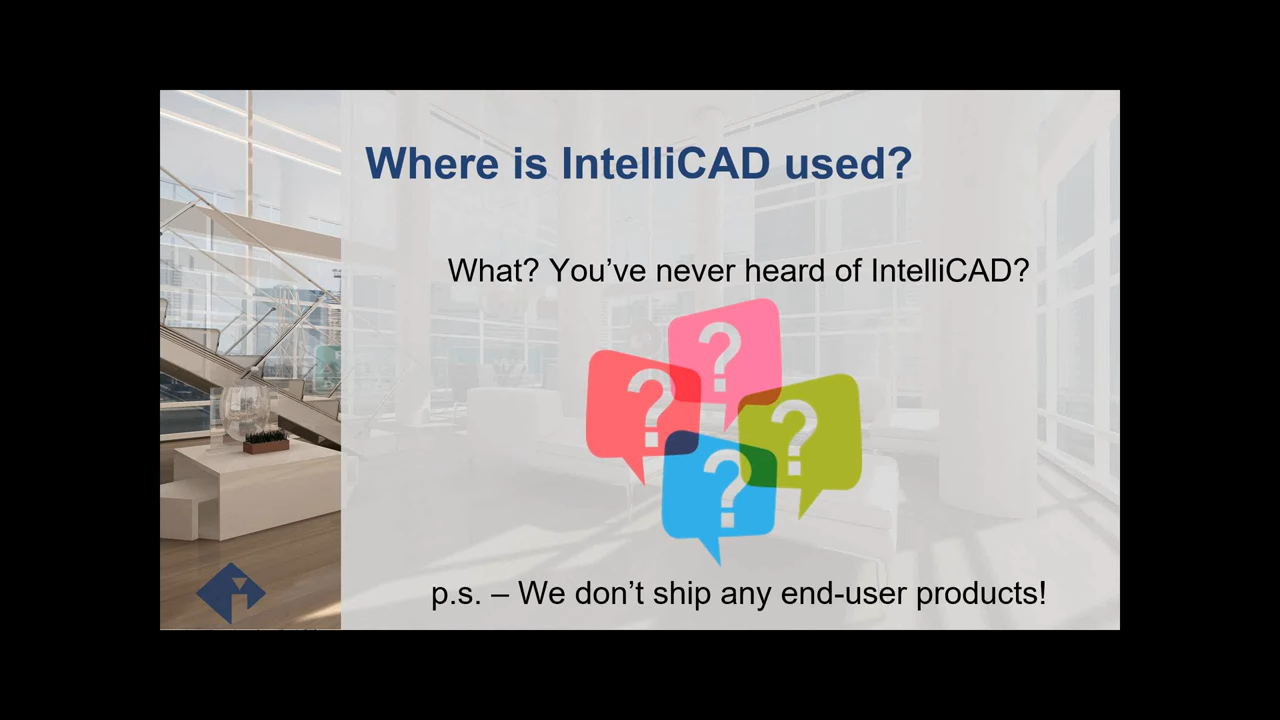 Where is IntelliCAD used?
What? You've never heard of IntelliCAD?
? 
? 
? 
? 
p.s. – We don't ship any end-user products!